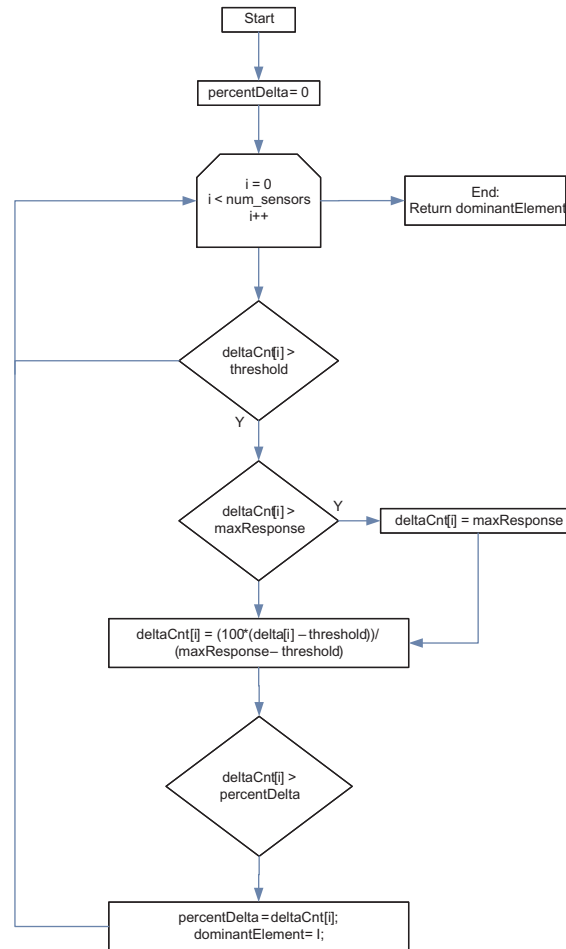 Start
percentDelta = 0
i = 0
i < num_sensors
i++
End:
Return dominantElement
deltaCnt[i] >
threshold
Y
deltaCnt[i] >
maxResponse
Y
deltaCnt[i] = maxResponse
deltaCnt[i] = (100*(delta[i] – threshold))/
(maxResponse – threshold)
deltaCnt[i] >
percentDelta
percentDelta = deltaCnt[i];
dominantElement = I;